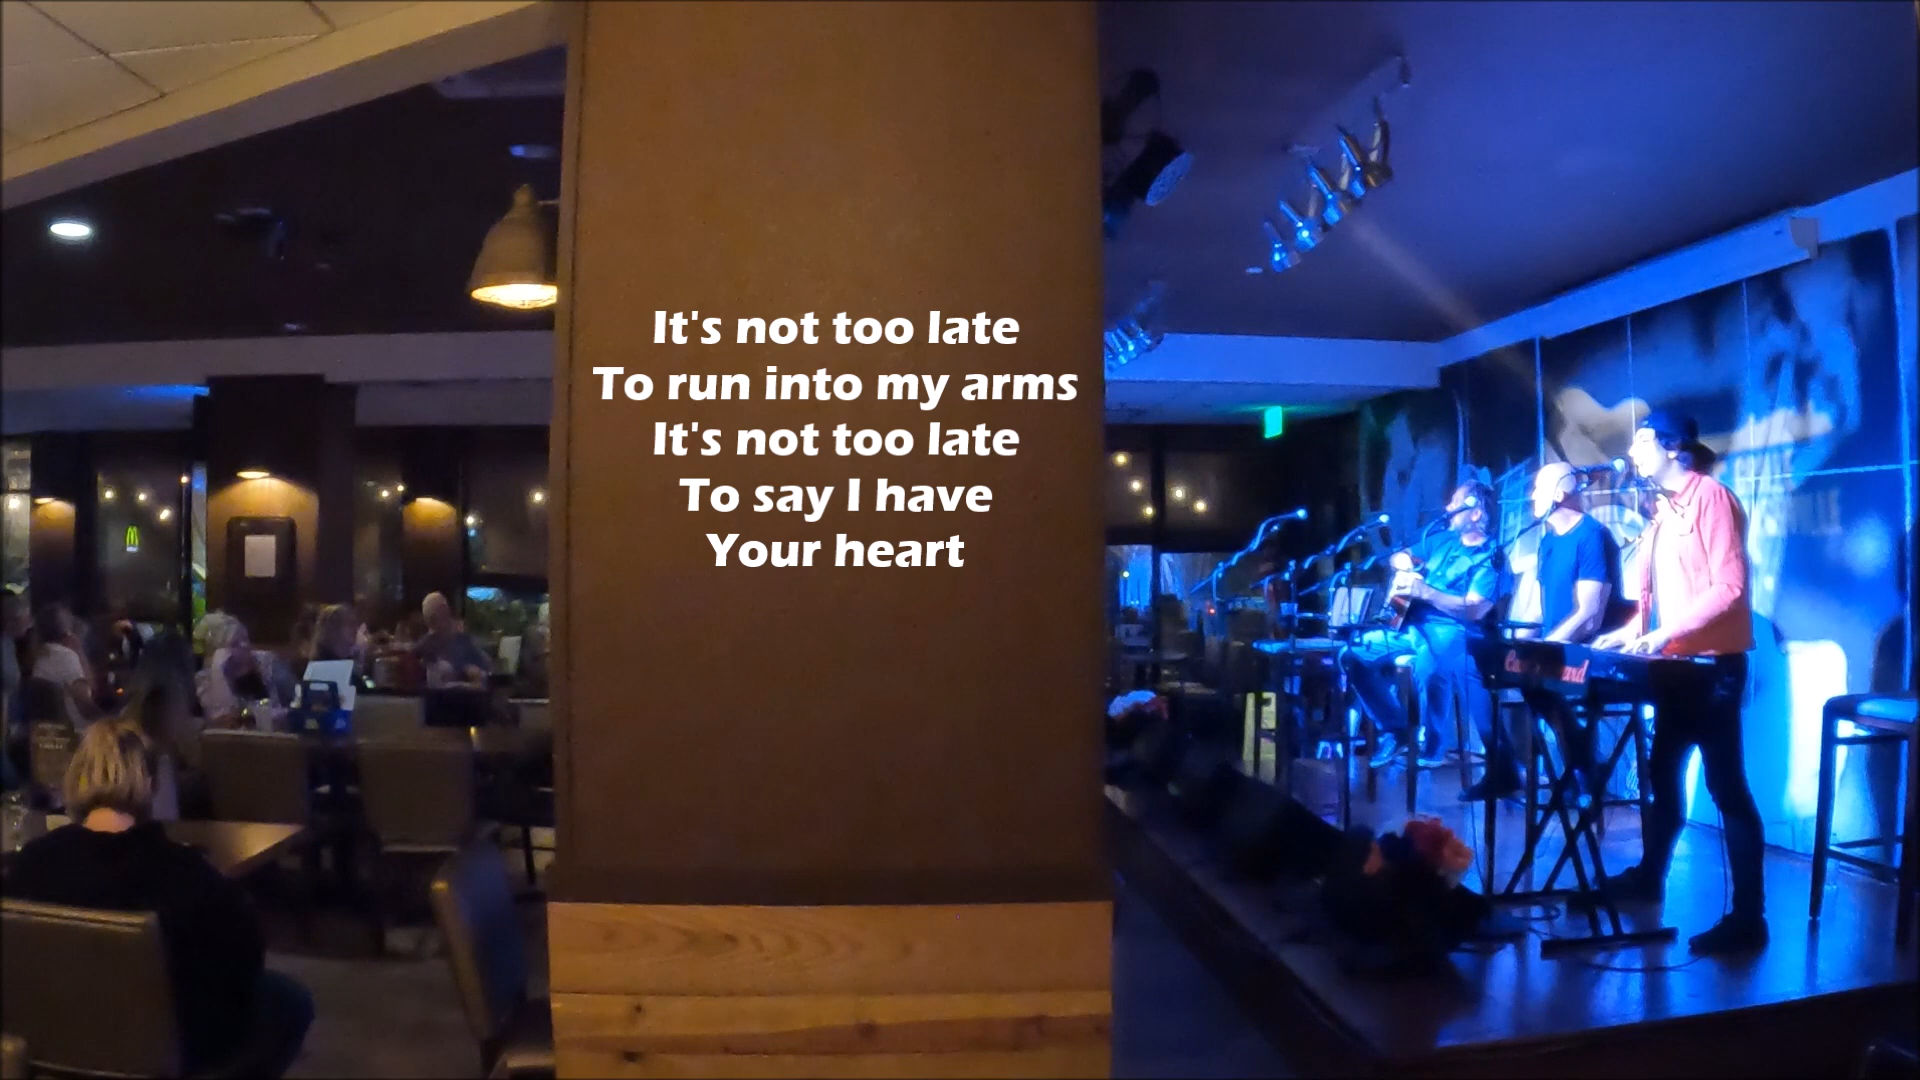 It's not too late
To run into my arms
It's not too late
To say I have
Your heart